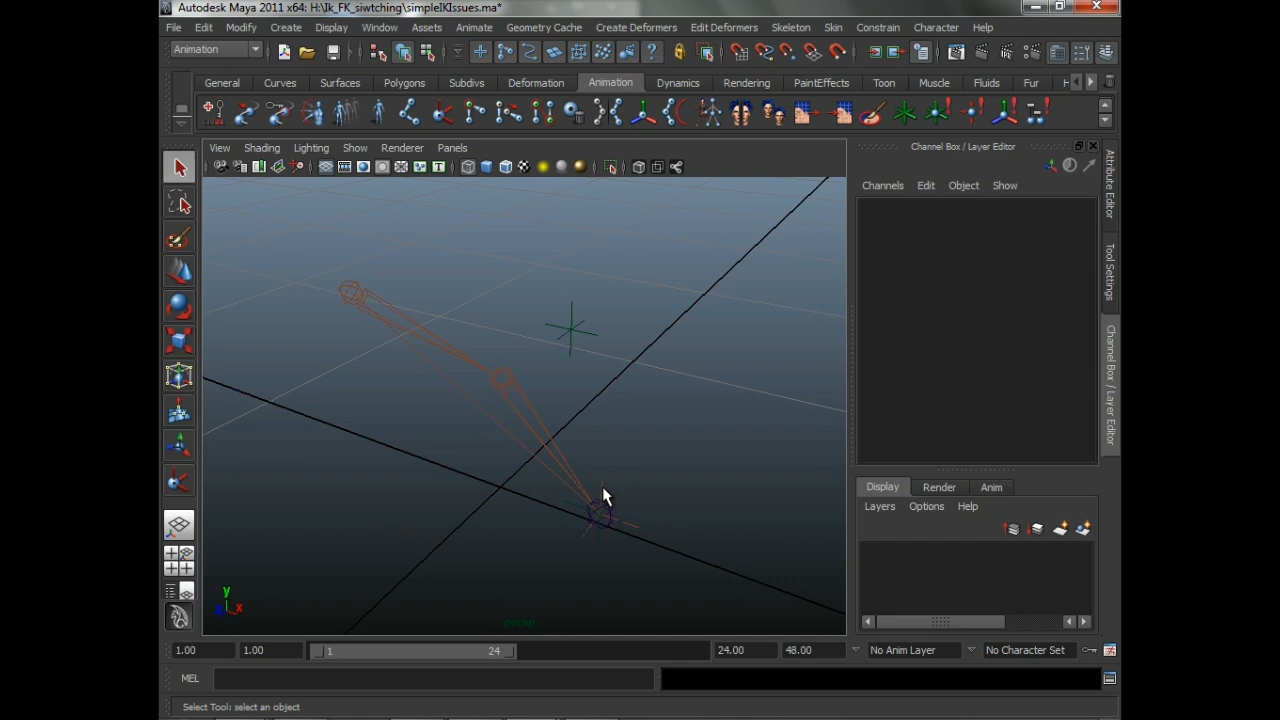 Autodesk Maya 2011 x64: H:\Ik_FK_siwtching\simpleIKIssues.ma*
File Edit Modify Create Display Window Assets Animate Geometry Cache Create Deformers Edit Deformers Skeleton Skin Constrain Character Help
Animation
General Curves Surfaces Polygons Subdivs Deformation Animation Dynamics Rendering PaintEffects Toon Muscle Fluids Fur
View Shading Lighting Show Renderer Panels
Channel Box / Layer Editor
Channels Edit Object Show
Attribute Editor
Tool Settings
Channel Box / Layer Editor
Display Render Anim
Layers Options Help
y
x
persp
1.00 1.00 1 24 24.00 48.00 No Anim Layer No Character Set
MEL
Select Tool: select an object